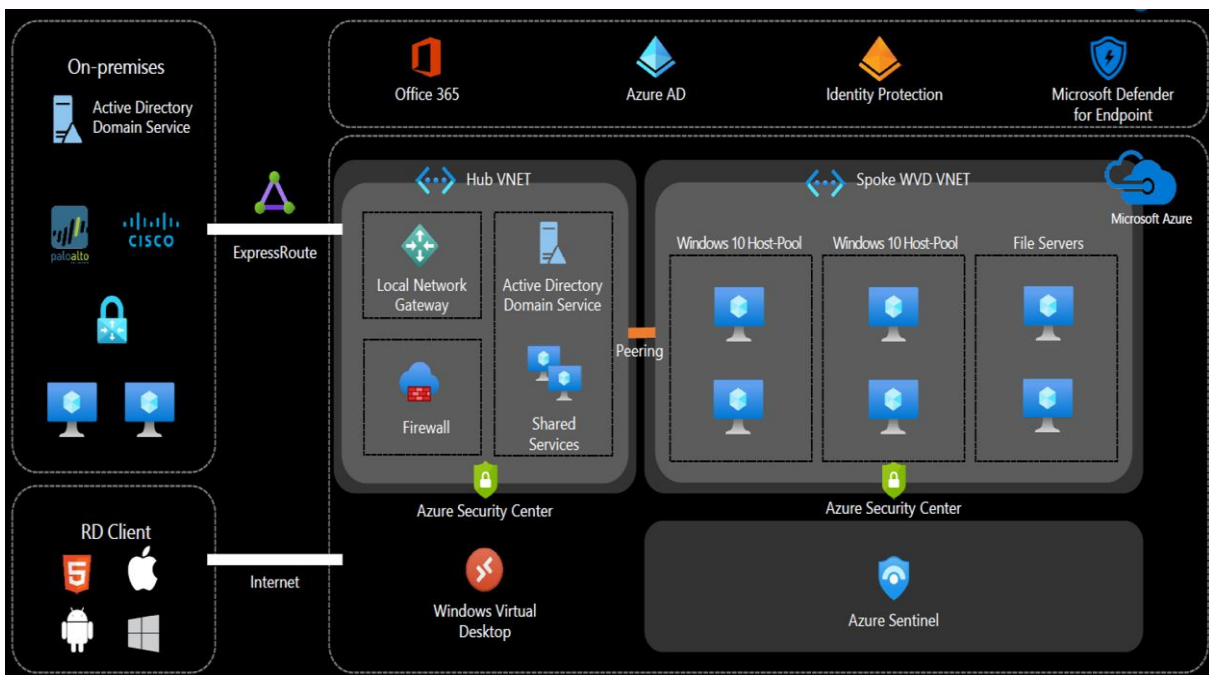 On-premises
Active Directory
Domain Service
paloalto
CISCO
ExpressRoute
RD Client
Internet
Office 365
Azure AD
Identity Protection
Microsoft Defender
for Endpoint
Hub VNET
Local Network
Gateway
Active Directory
Domain Service
Firewall
Shared
Services
Azure Security Center
Peering
Spoke WVD VNET
Microsoft Azure
Windows 10 Host-Pool
Windows 10 Host-Pool
File Servers
Azure Security Center
Windows Virtual
Desktop
Azure Sentinel